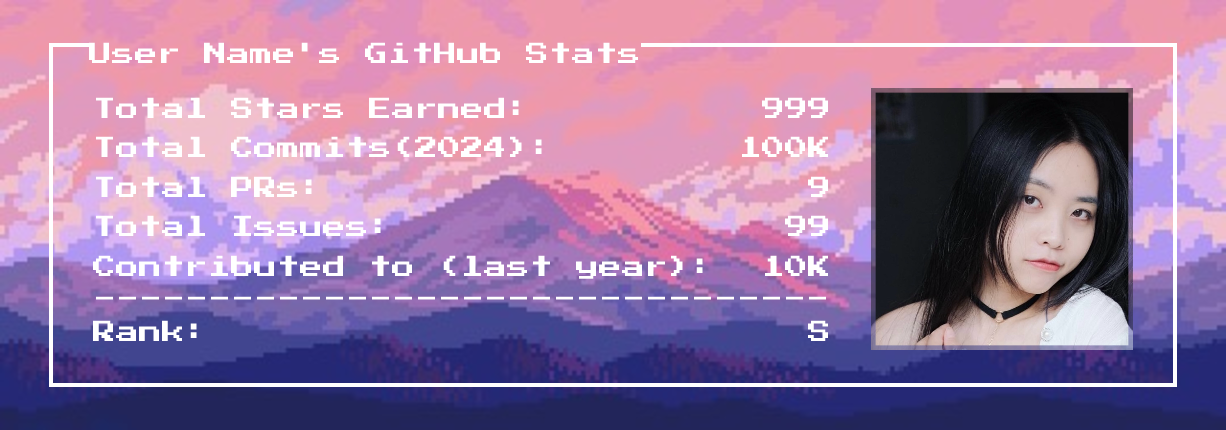 User Name's GitHub Stats
Total Stars Earned: 999
Total Commits(2024): 100K
Total PRs: 9
Total Issues: 99
Contributed to (last year): 10K
---------------------------------
Rank: S